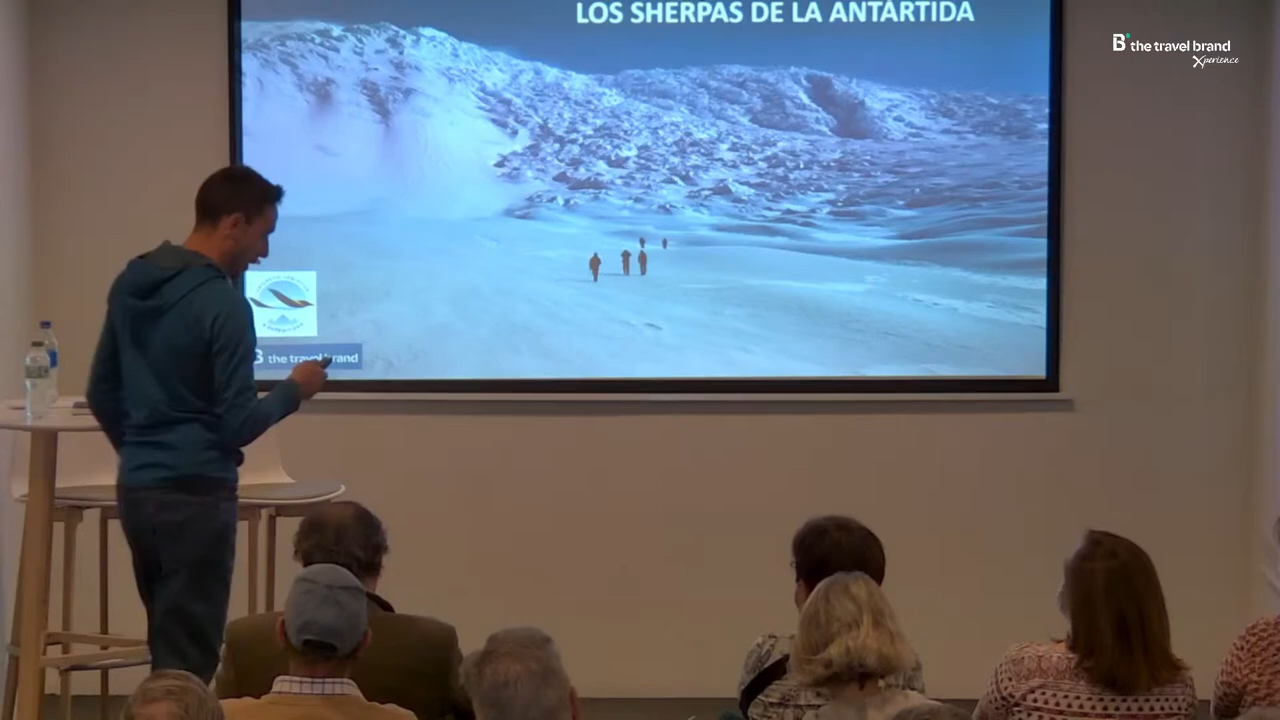 LOS SHERPAS DE LA ANTÁRTIDA
B the travel brand
Xperience
B the travel brand